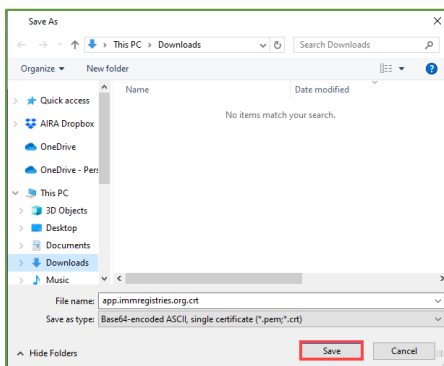 Save As
This PC > Downloads
Search Downloads
Organize
New folder
Name
Date modified
No items match your search.
Quick access
AIRA Dropbox
OneDrive
OneDrive - Pers
This PC
3D Objects
Desktop
Documents
Downloads
Music
File name: app.immregistries.org.crt
Save as type: Base64-encoded ASCII, single certificate (*.pem;*.crt)
Hide Folders
Save
Cancel